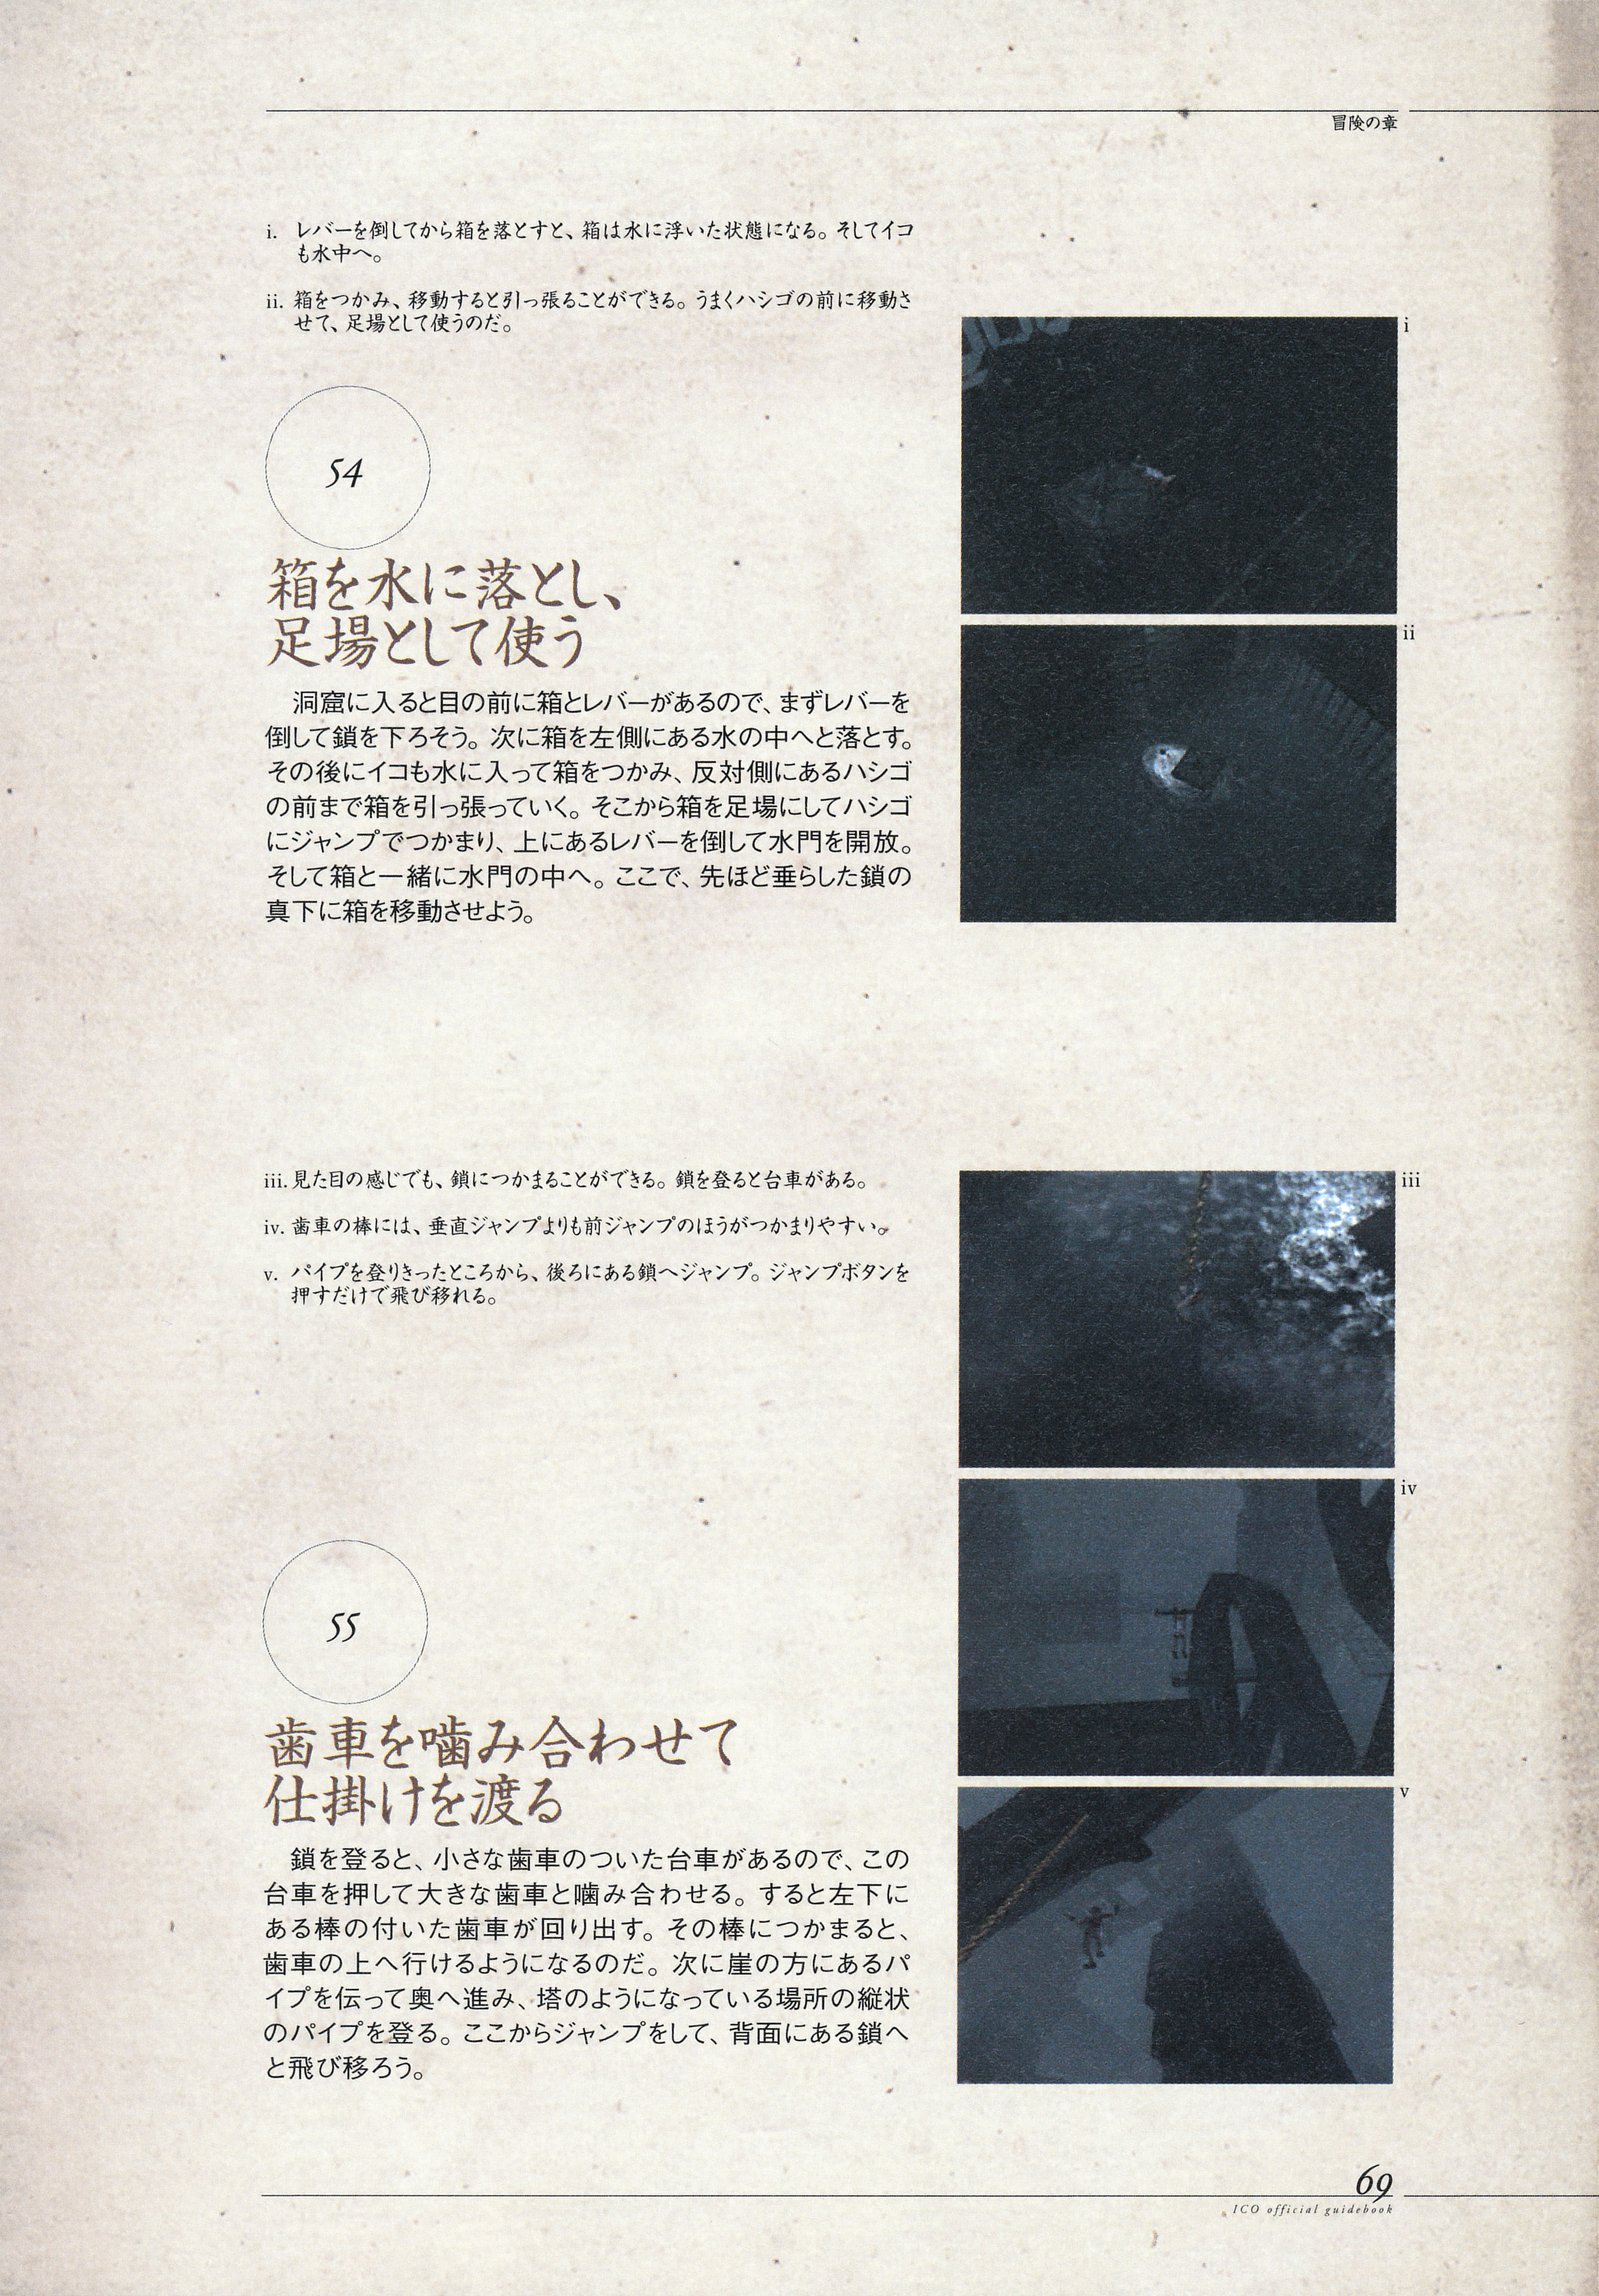 冒険の章
i. レバーを倒してから箱を落とすと、箱は水に浮いた状態になる。そしてイコ
も水中へ。
ii. 箱をつかみ、移動すると引っ張ることができる。うまくハシゴの前に移動さ
せて、足場として使うのだ。
i
ii
54
箱を水に落とし、
足場として使う
洞窟に入ると目の前に箱とレバーがあるので、まずレバーを
倒して鎖を下ろそう。次に箱を左側にある水の中へと落とす。
その後にイコも水に入って箱をつかみ、反対側にあるハシゴ
の前まで箱を引っ張っていく。そこから箱を足場にしてハシゴ
にジャンプでつかまり、上にあるレバーを倒して水門を開放。
そして箱と一緒に水門の中へ。ここで、先ほど垂らした鎖の
真下に箱を移動させよう。
iii. 見た目の感じでも、鎖につかまることができる。鎖を登ると台車がある。
iv. 歯車の棒には、垂直ジャンプよりも前ジャンプのほうがつかまりやすい。
v. パイプを登りきったところから、後ろにある鎖へジャンプ。ジャンプボタンを
押すだけで飛び移れる。
iii
iv
v
55
歯車を噛み合わせて
仕掛けを渡る
鎖を登ると、小さな歯車のついた台車があるので、この
台車を押して大きな歯車と噛み合わせる。すると左下に
ある棒の付いた歯車が回り出す。その棒につかまると、
歯車の上へ行けるようになるのだ。次に崖の方にあるパ
イプを伝って奥へ進み、塔のようになっている場所の縦状
のパイプを登る。ここからジャンプをして、背面にある鎖へ
と飛び移ろう。
69
ICO official guidebook